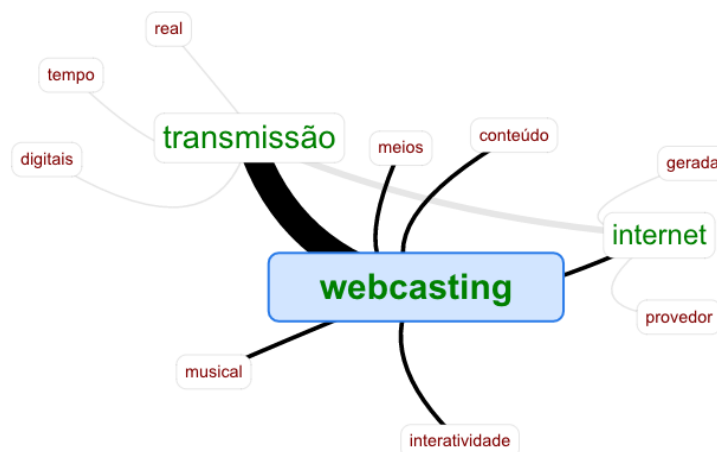 real
tempo
transmissão
conteúdo
meios
digitais
gerada
internet
webcasting
provedor
musical
interatividade